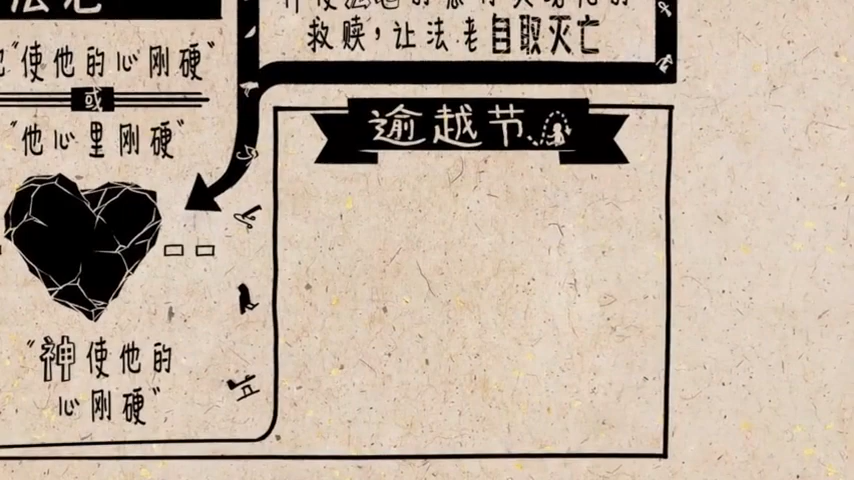 法老
"使他的心刚硬"
或
"他心里刚硬"
"神使他的
心刚硬"
救赎，让法老自取灭亡
逾越节